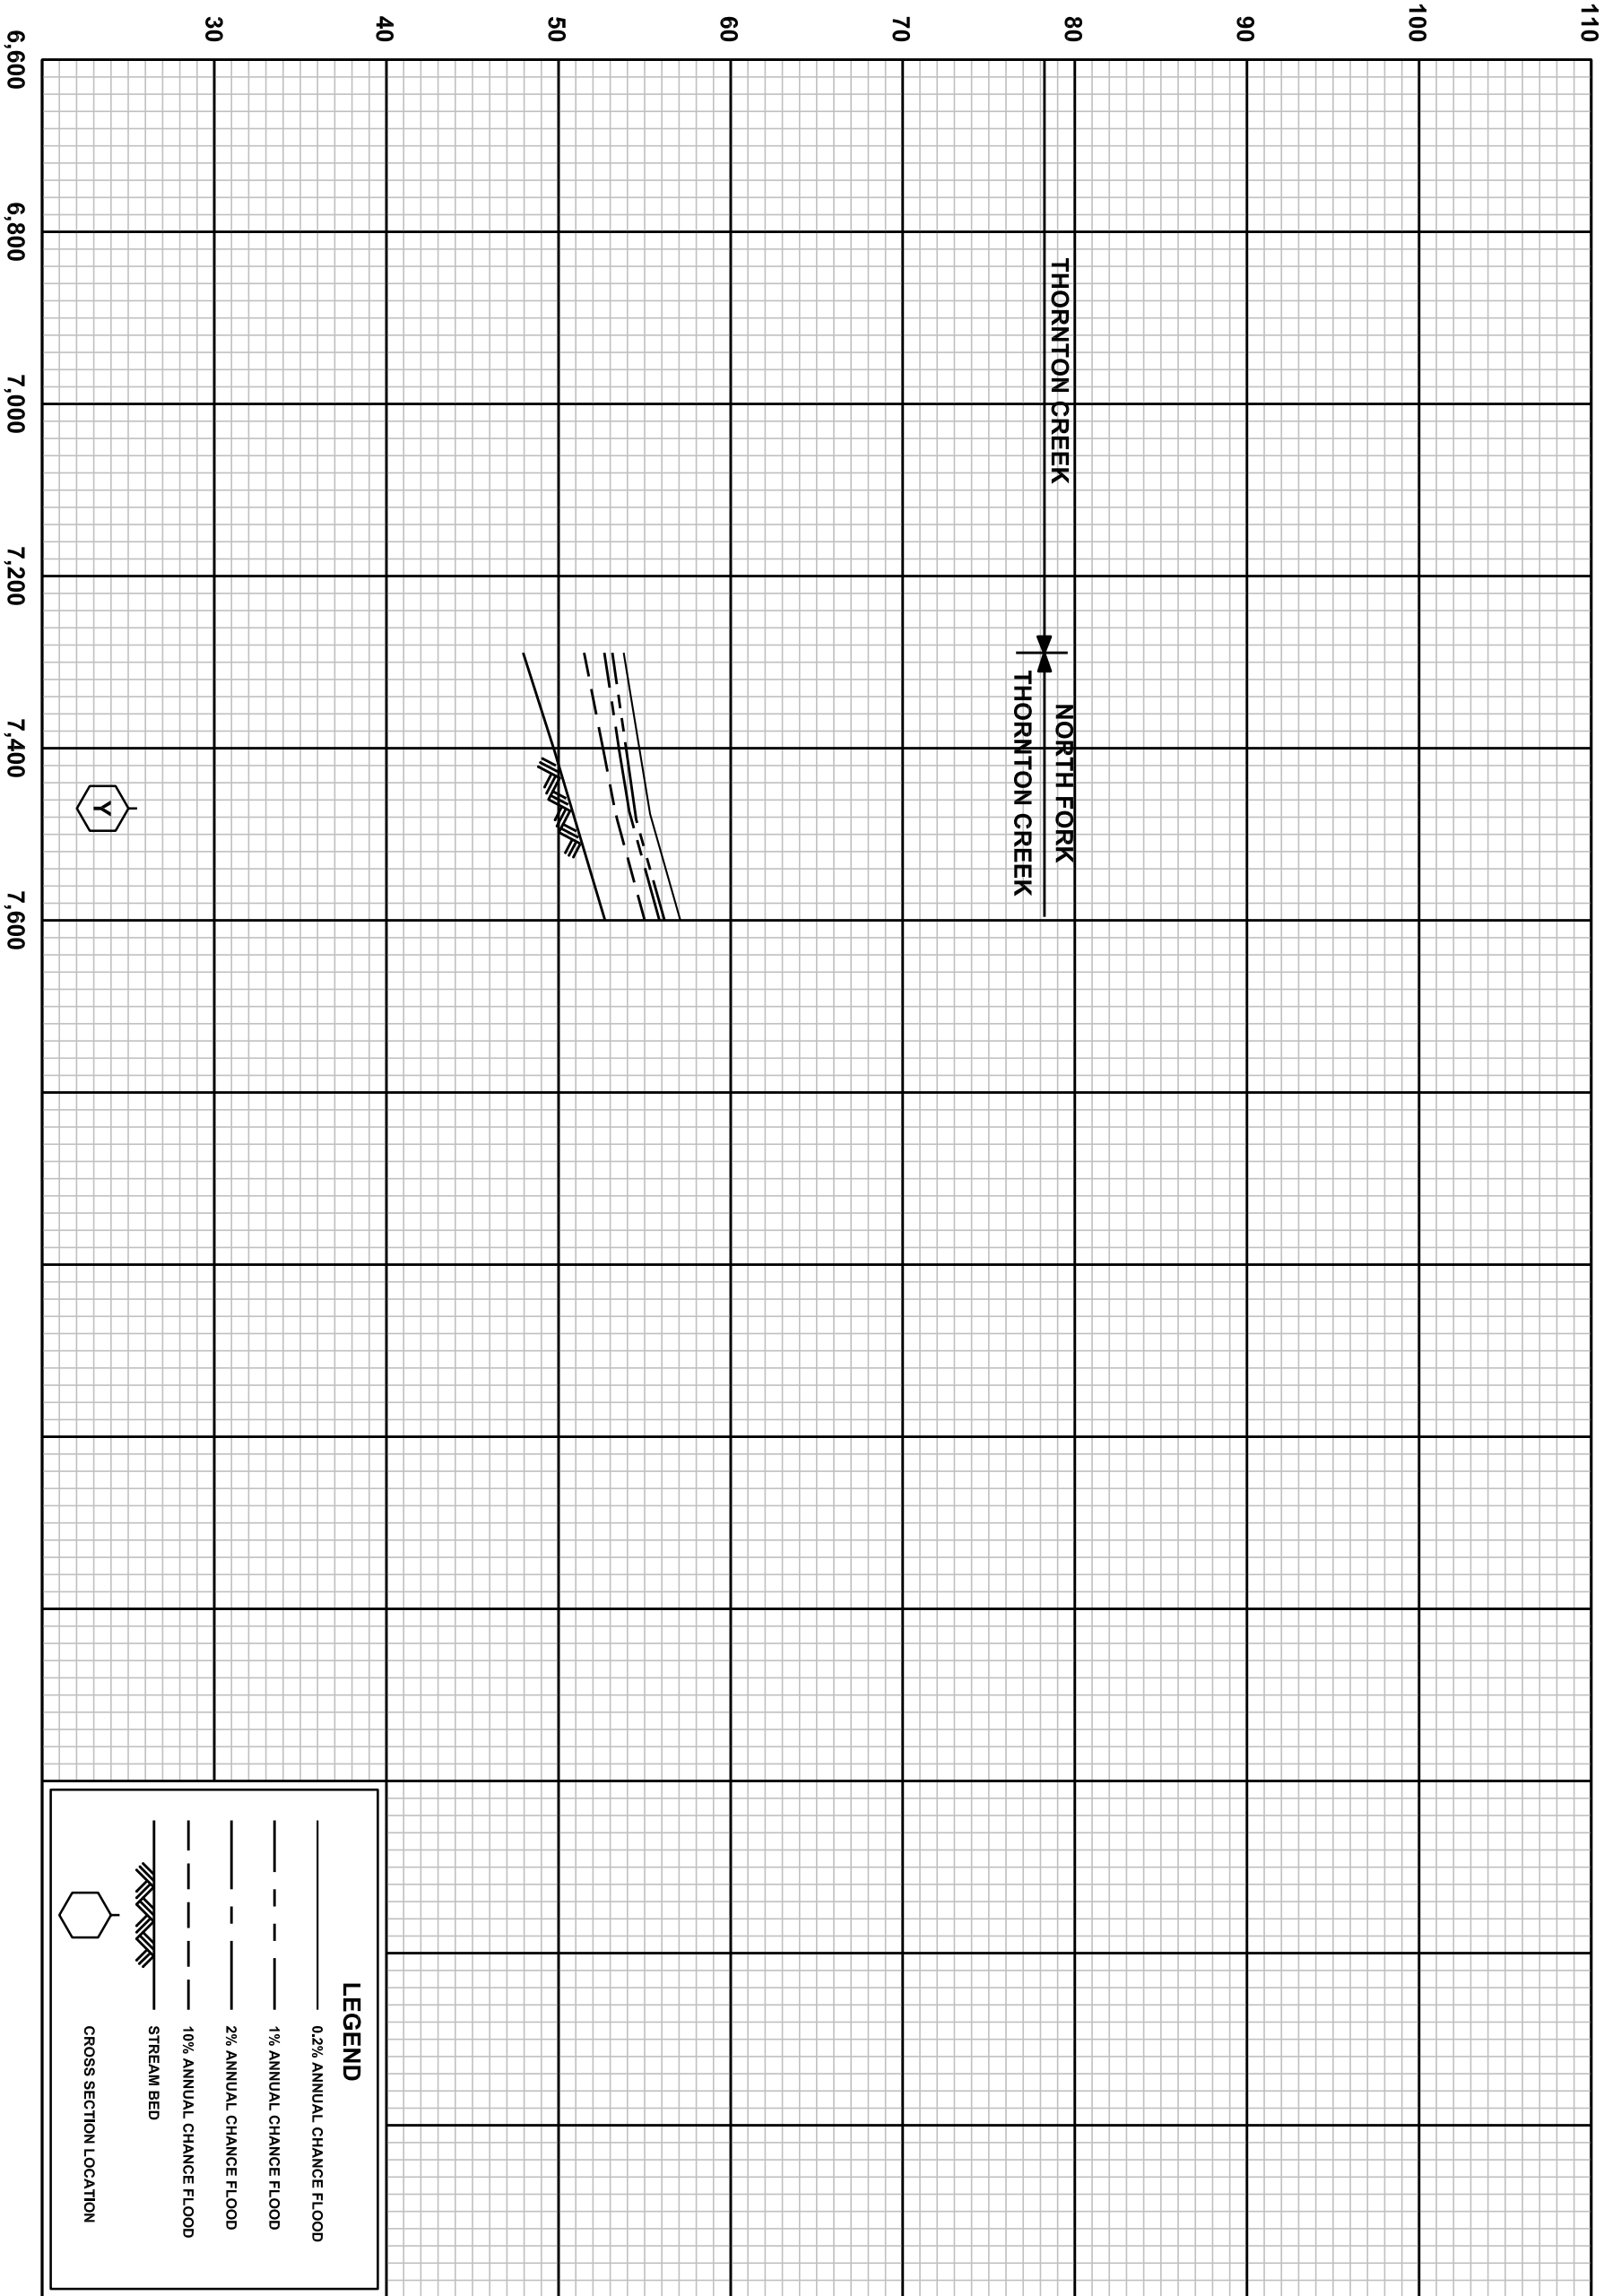 110
100
90
80
70
60
50
40
30
THORNTON CREEK
NORTH FORK
THORNTON CREEK
Y
6,600
6,800
7,000
7,200
7,400
7,600
LEGEND
0.2% ANNUAL CHANCE FLOOD
1% ANNUAL CHANCE FLOOD
2% ANNUAL CHANCE FLOOD
10% ANNUAL CHANCE FLOOD
STREAM BED
CROSS SECTION LOCATION